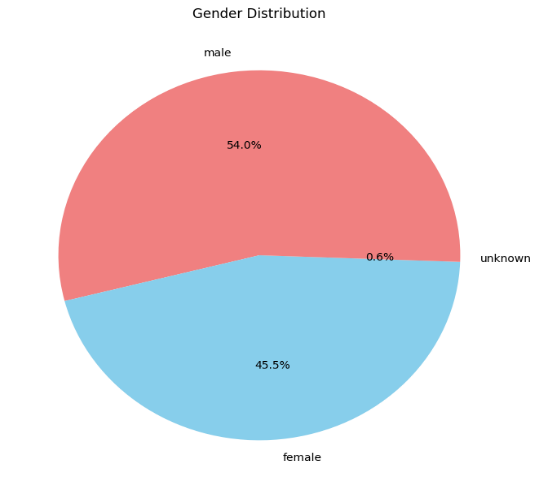 Gender Distribution
male
54.0%
0.6%
unknown
45.5%
female